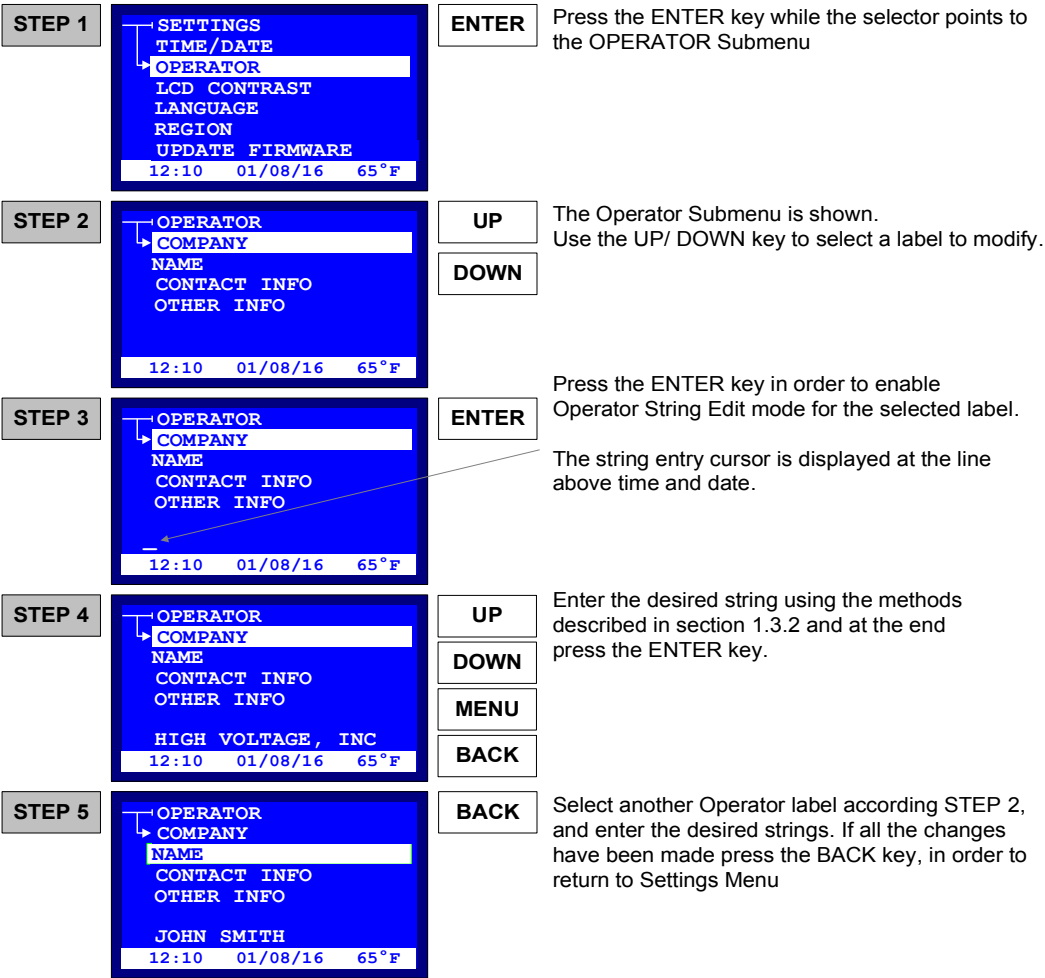 STEP 1
SETTINGS
TIME/DATE
OPERATOR
LCD CONTRAST
LANGUAGE
REGION
UPDATE FIRMWARE
12:10 01/08/16 65°F
ENTER
Press the ENTER key while the selector points to
the OPERATOR Submenu
STEP 2
OPERATOR
COMPANY
NAME
CONTACT INFO
OTHER INFO
12:10 01/08/16 65°F
UP
DOWN
The Operator Submenu is shown.
Use the UP/ DOWN key to select a label to modify.
STEP 3
OPERATOR
COMPANY
NAME
CONTACT INFO
OTHER INFO
_
12:10 01/08/16 65°F
ENTER
Press the ENTER key in order to enable
Operator String Edit mode for the selected label.
The string entry cursor is displayed at the line
above time and date.
STEP 4
OPERATOR
COMPANY
NAME
CONTACT INFO
OTHER INFO
HIGH VOLTAGE, INC
12:10 01/08/16 65°F
UP
DOWN
MENU
BACK
Enter the desired string using the methods
described in section 1.3.2 and at the end
press the ENTER key.
STEP 5
OPERATOR
COMPANY
NAME
CONTACT INFO
OTHER INFO
JOHN SMITH
12:10 01/08/16 65°F
BACK
Select another Operator label according STEP 2,
and enter the desired strings. If all the changes
have been made press the BACK key, in order to
return to Settings Menu